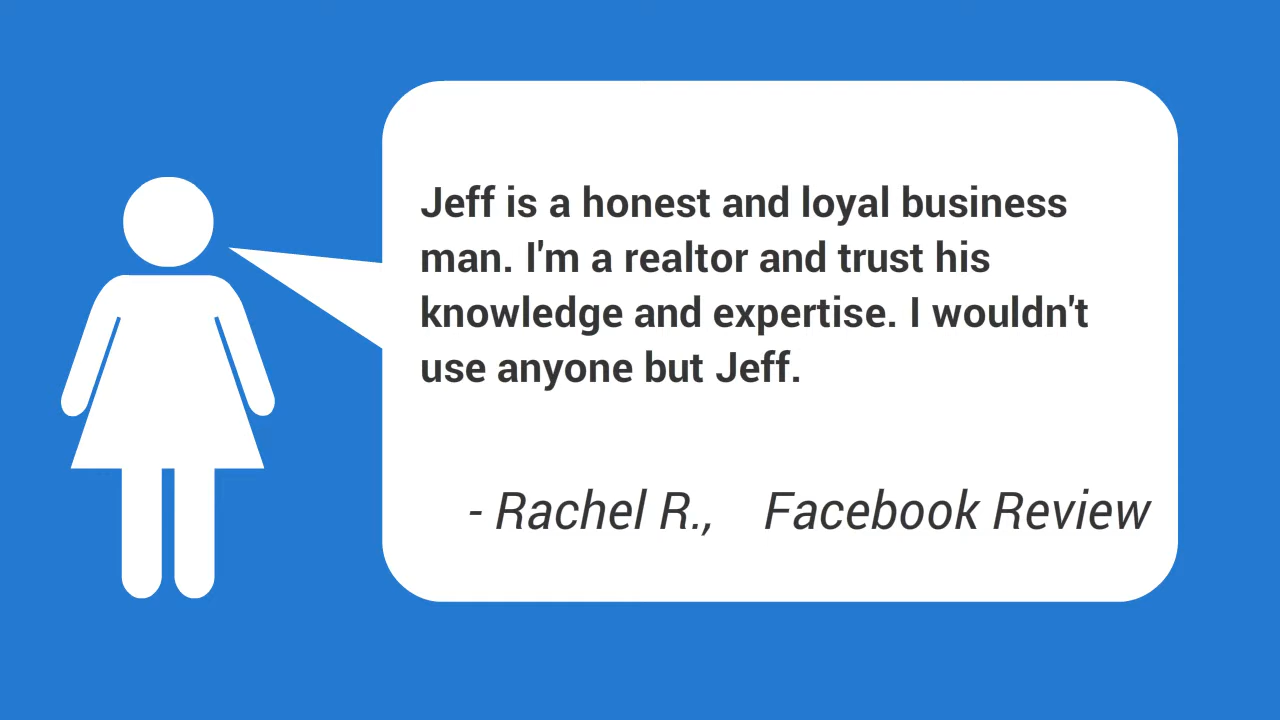 Jeff is a honest and loyal business
man. I'm a realtor and trust his
knowledge and expertise. I wouldn't
use anyone but Jeff.
- Rachel R., Facebook Review